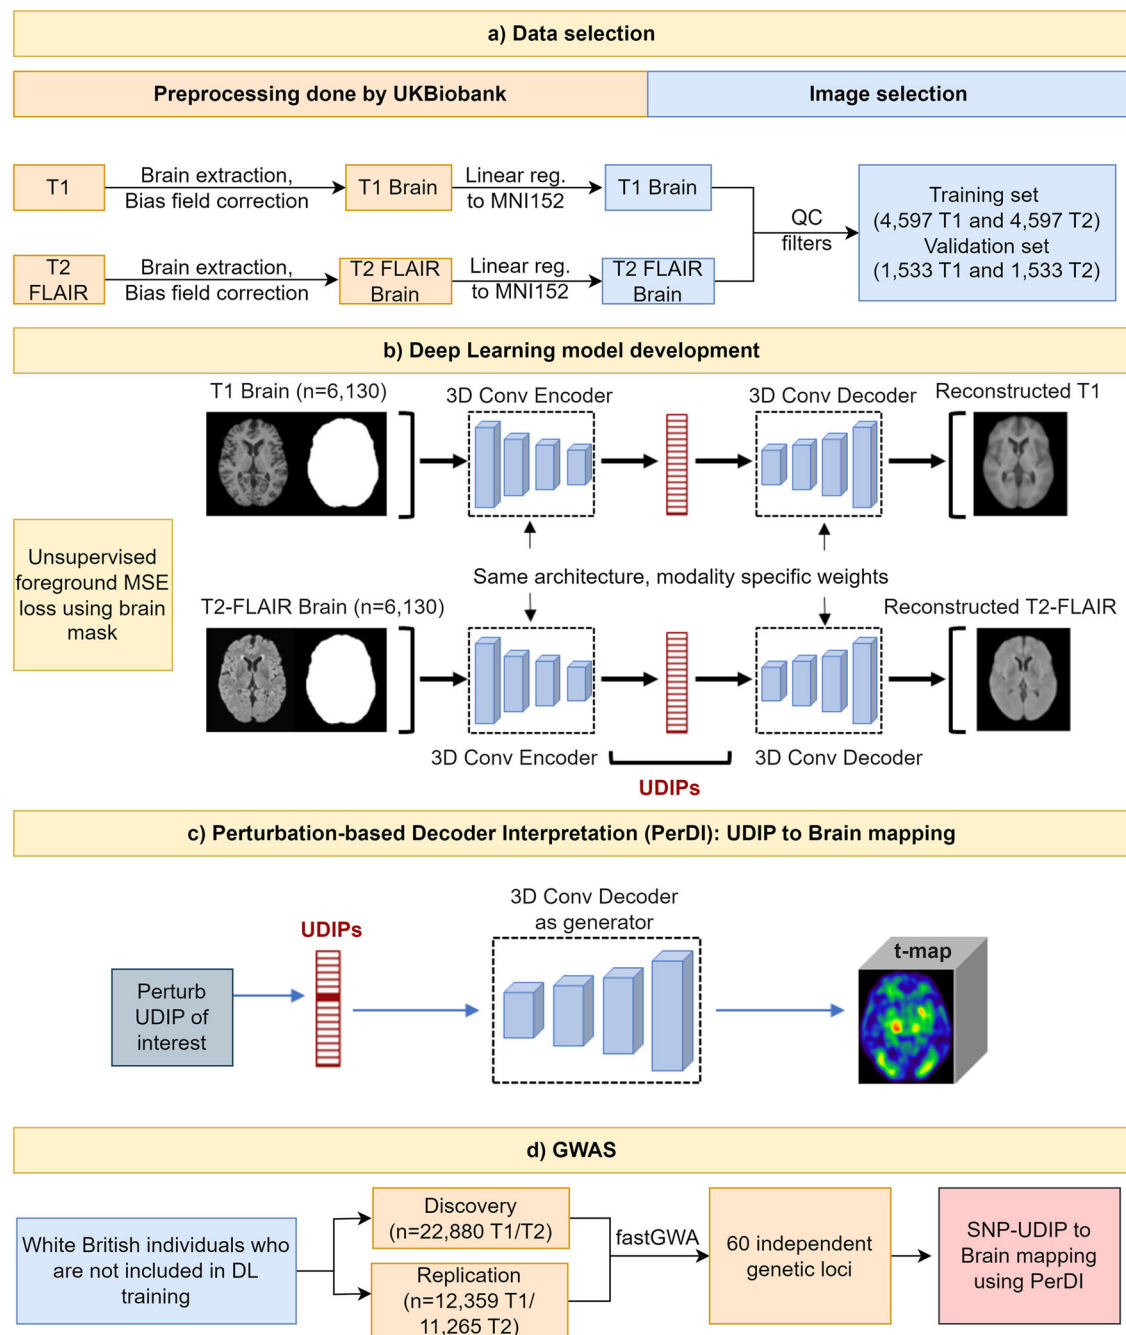 a) Data selection
Preprocessing done by UKBiobank
Image selection
T1
Brain extraction,
Bias field correction
T1 Brain
Linear reg.
to MNI152
T1 Brain
QC
filters
Training set
(4,597 T1 and 4,597 T2)
Validation set
(1,533 T1 and 1,533 T2)
T2
FLAIR
Brain extraction,
Bias field correction
T2 FLAIR
Brain
Linear reg.
to MNI152
T2 FLAIR
Brain
b) Deep Learning model development
T1 Brain (n=6,130)
3D Conv Encoder
3D Conv Decoder
Reconstructed T1
Unsupervised
foreground MSE
loss using brain
mask
Same architecture, modality specific weights
T2-FLAIR Brain (n=6,130)
Reconstructed T2-FLAIR
3D Conv Encoder
3D Conv Decoder
UDIPs
c) Perturbation-based Decoder Interpretation (PerDI): UDIP to Brain mapping
Perturb
UDIP of
interest
UDIPs
3D Conv Decoder
as generator
t-map
d) GWAS
White British individuals who
are not included in DL
training
Discovery
(n=22,880 T1/T2)
Replication
(n=12,359 T1/
11,265 T2)
fastGWA
60 independent
genetic loci
SNP-UDIP to
Brain mapping
using PerDI